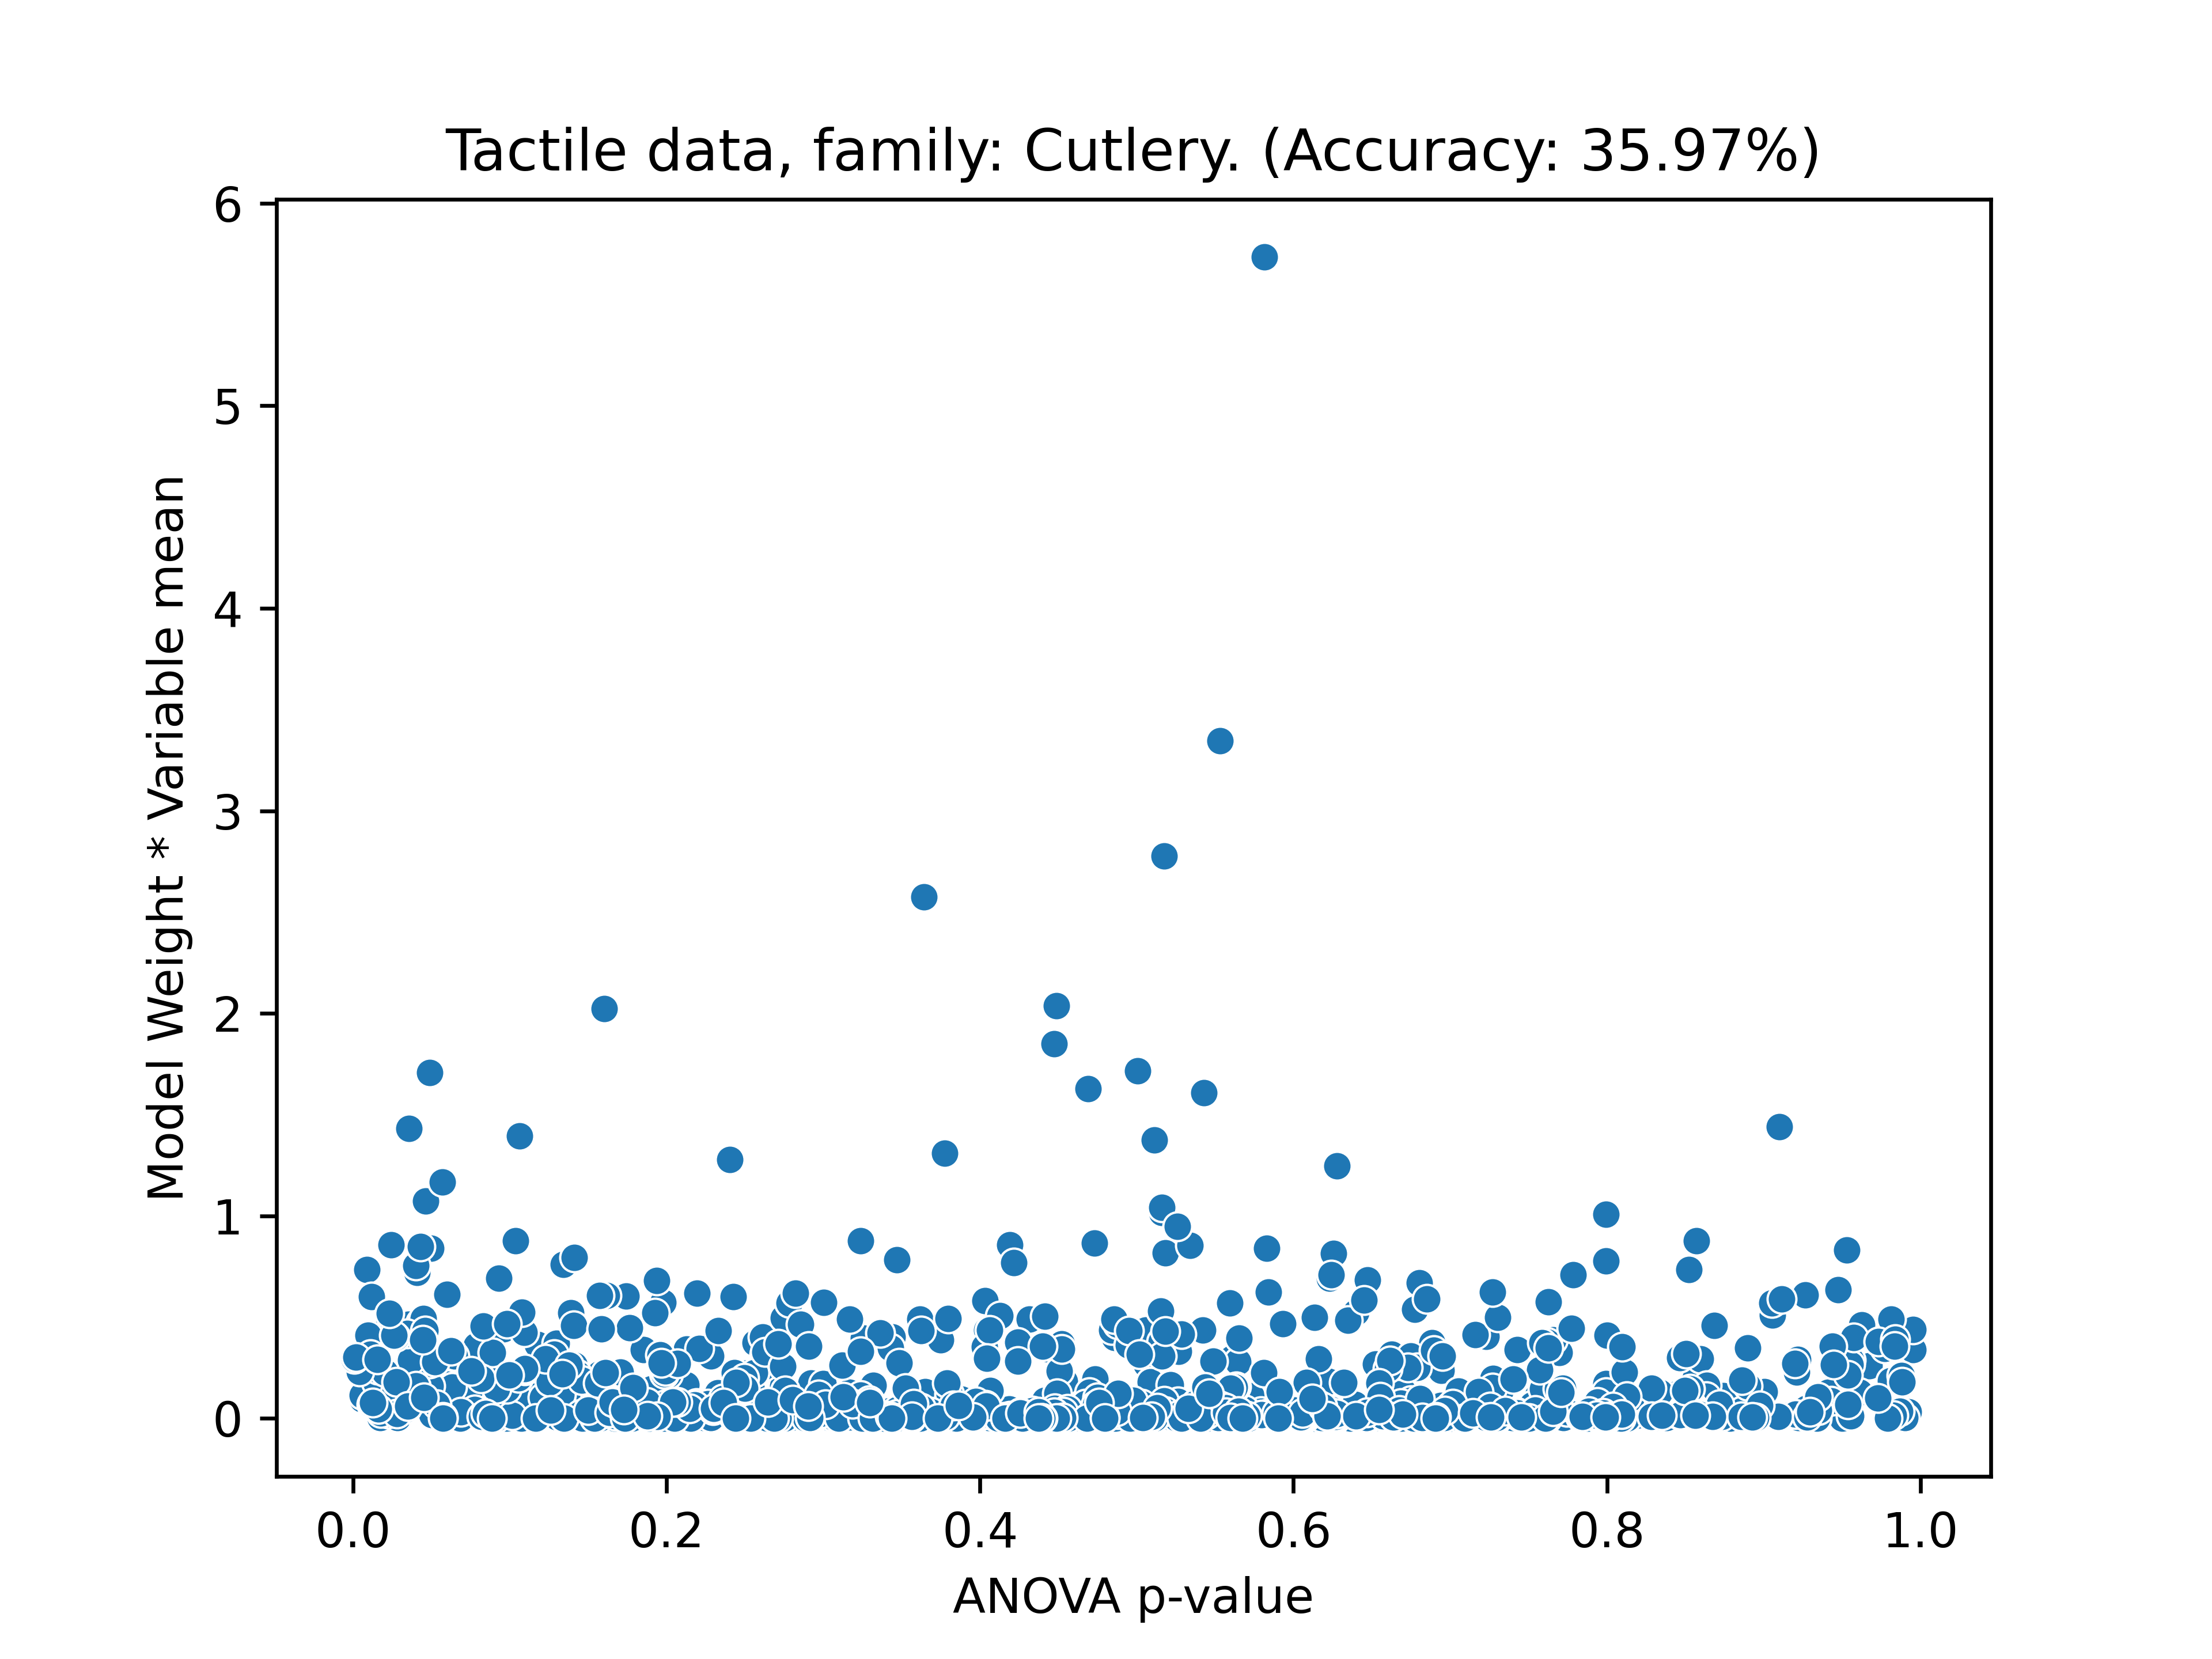 Tactile data, family: Cutlery. (Accuracy: 35.97%)
6
5
4
3
2
1
0
Model Weight * Variable mean
0.0 0.2 0.4 0.6 0.8 1.0
ANOVA p-value